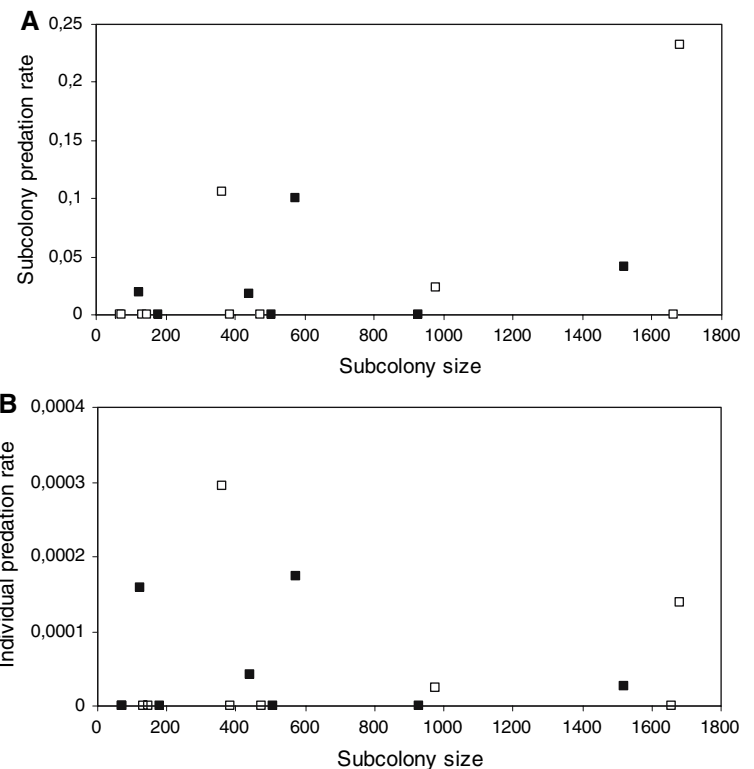 A
Subcolony predation rate
0,25
0,2
0,15
0,1
0,05
0
0 200 400 600 800 1000 1200 1400 1600 1800
Subcolony size
B
Individual predation rate
0,0004
0,0003
0,0002
0,0001
0
0 200 400 600 800 1000 1200 1400 1600 1800
Subcolony size